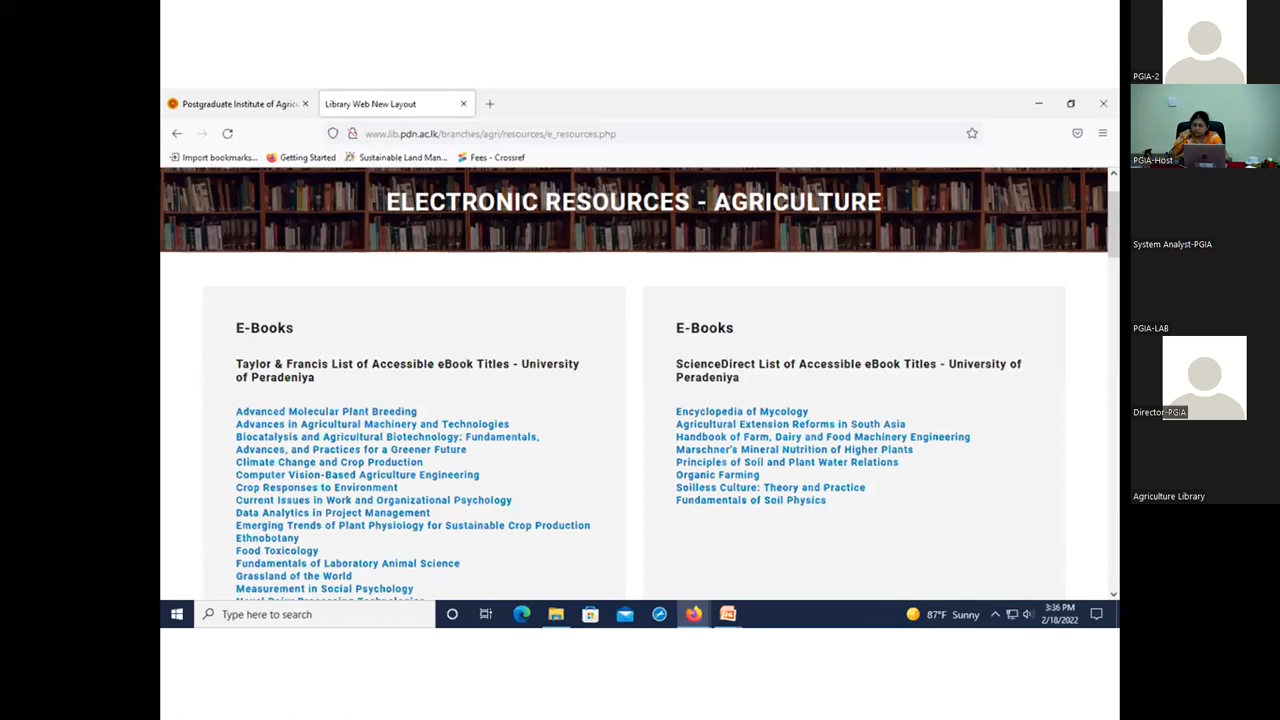 Postgraduate Institute of Agric
Library Web New Layout
www.lib.pdn.ac.lk/branches/agri/resources/e_resources.php
Import bookmarks...
Getting Started
Sustainable Land Man...
Fees - Crossref
ELECTRONIC RESOURCES - AGRICULTURE
E-Books
Taylor & Francis List of Accessible eBook Titles - University
of Peradeniya
Advanced Molecular Plant Breeding
Advances in Agricultural Machinery and Technologies
Biocatalysis and Agricultural Biotechnology: Fundamentals,
Advances, and Practices for a Greener Future
Climate Change and Crop Production
Computer Vision-Based Agriculture Engineering
Crop Responses to Environment
Current Issues in Work and Organizational Psychology
Data Analytics in Project Management
Emerging Trends of Plant Physiology for Sustainable Crop Production
Ethnobotany
Food Toxicology
Fundamentals of Laboratory Animal Science
Grassland of the World
Measurement in Social Psychology
E-Books
ScienceDirect List of Accessible eBook Titles - University of
Peradeniya
Encyclopedia of Mycology
Agricultural Extension Reforms in South Asia
Handbook of Farm, Dairy and Food Machinery Engineering
Marschner's Mineral Nutrition of Higher Plants
Principles of Soil and Plant Water Relations
Organic Farming
Soilless Culture: Theory and Practice
Fundamentals of Soil Physics
Type here to search
87°F Sunny
3:36 PM
2/18/2022
PGIA-2
PGIA-Host
System Analyst-PGIA
PGIA-LAB
Director-PGIA
Agriculture Library